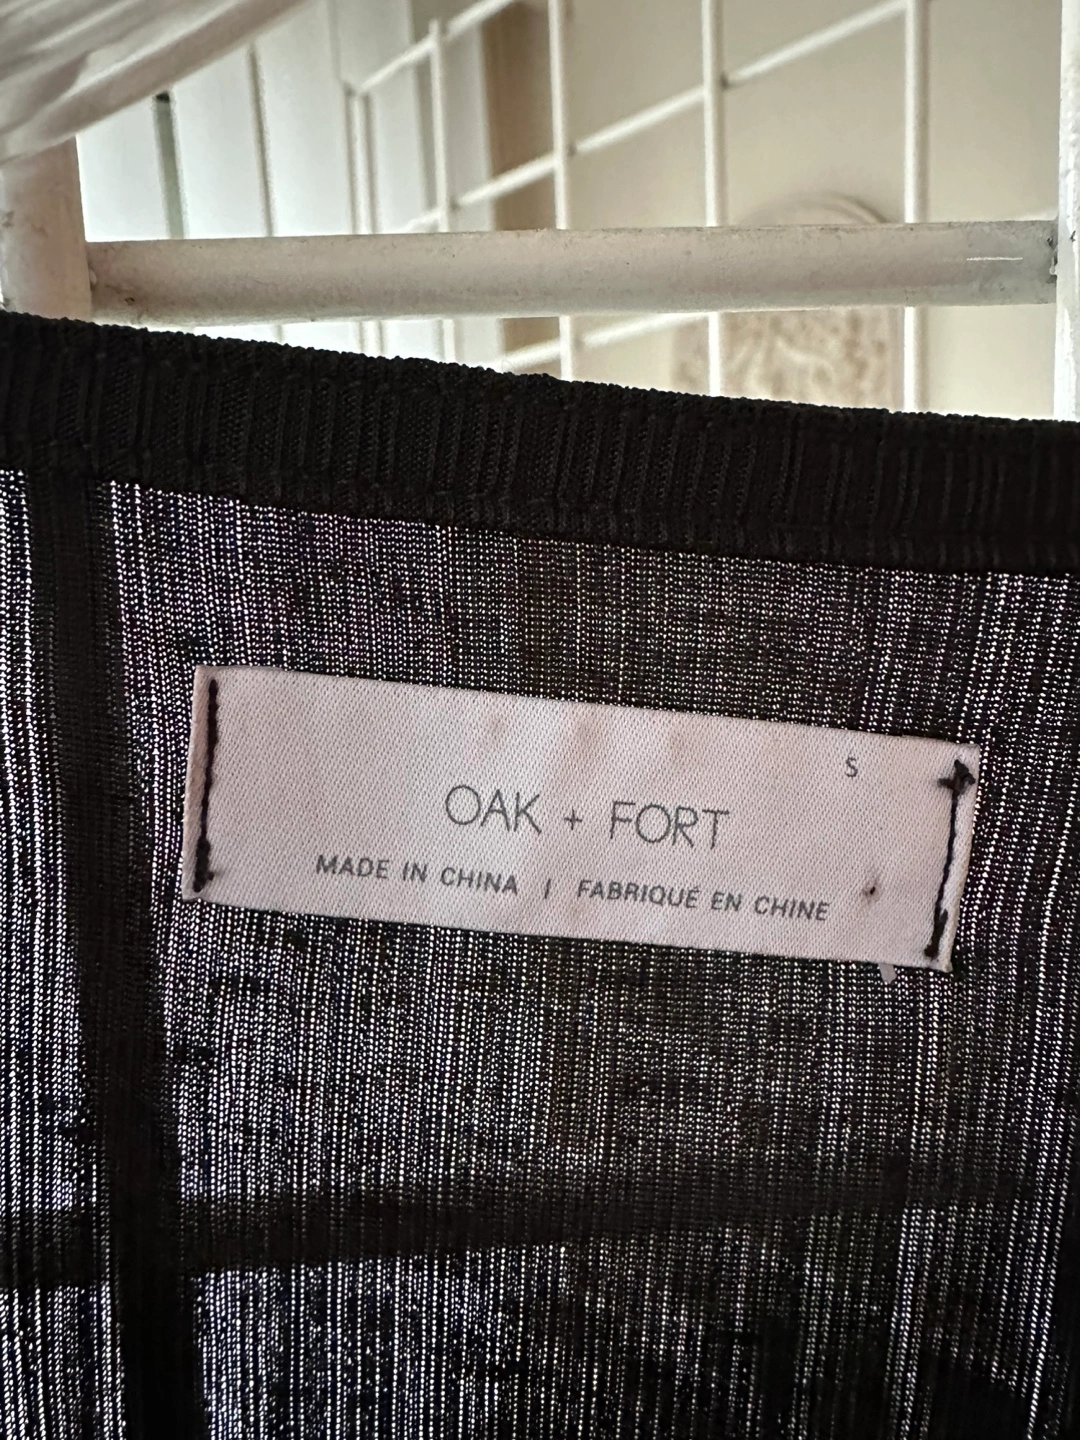 S
OAK + FORT
MADE IN CHINA | FABRIQUÉ EN CHINE